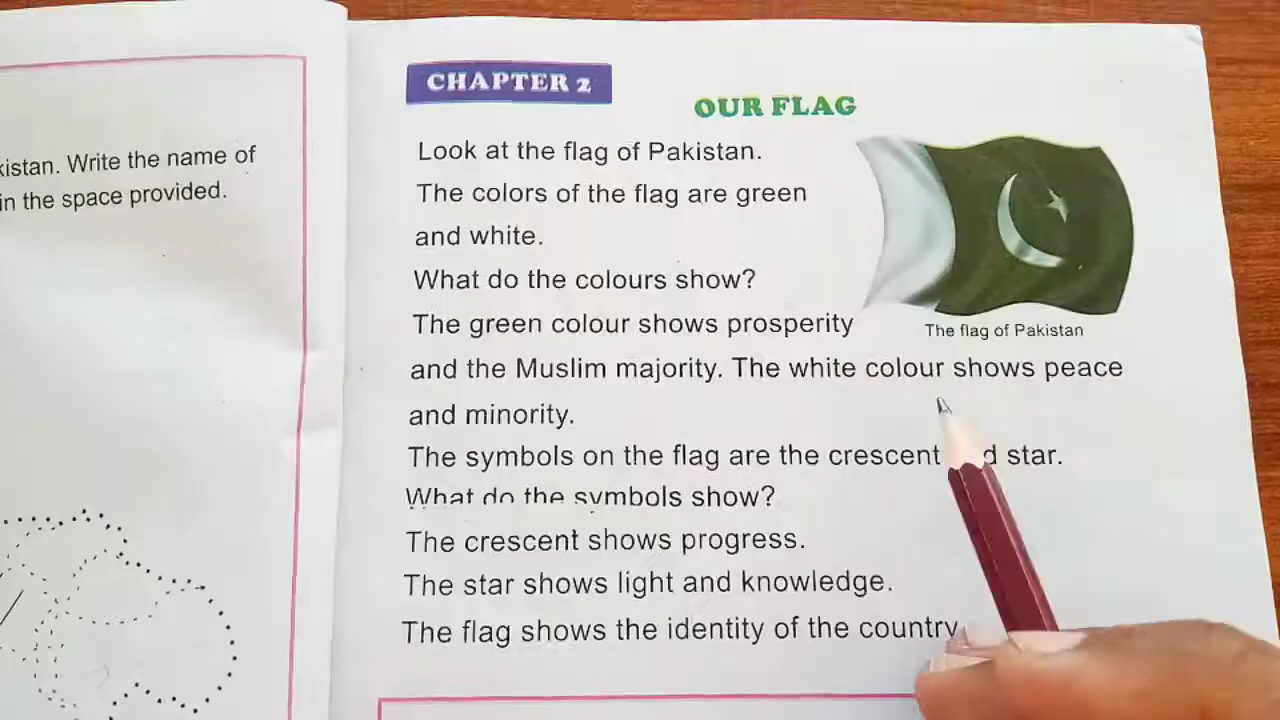 kistan. Write the name of
in the space provided.
CHAPTER 2
OUR FLAG
Look at the flag of Pakistan.
The colors of the flag are green
and white.
What do the colours show?
The green colour shows prosperity
The flag of Pakistan
and the Muslim majority. The white colour shows peace
and minority.
The symbols on the flag are the crescent d star.
What do the symbols show?
The crescent shows progress.
The star shows light and knowledge.
The flag shows the identity of the country